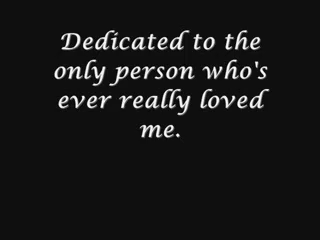 Dedicated to the
only person who's
ever really loved
me.